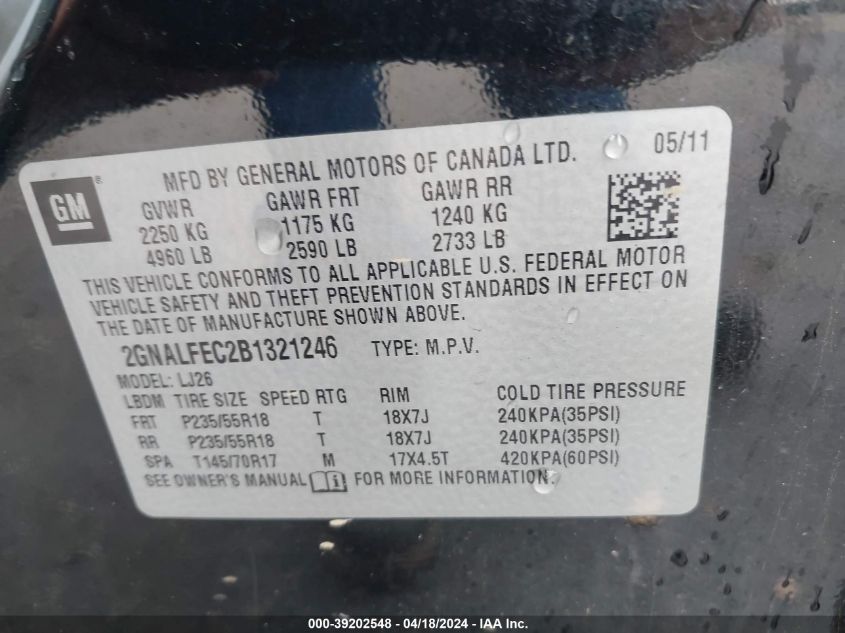 MFD BY GENERAL MOTORS OF CANADA LTD. 05/11
GM®
GVWR GAWR FRT GAWR RR
2250 KG 1175 KG 1240 KG
4960 LB 2590 LB 2733 LB
THIS VEHICLE CONFORMS TO ALL APPLICABLE U.S. FEDERAL MOTOR
VEHICLE SAFETY AND THEFT PREVENTION STANDARDS IN EFFECT ON
THE DATE OF MANUFACTURE SHOWN ABOVE.
2GNALFEC2B1321246 TYPE: M.P.V.
MODEL: LJ26
LBDM TIRE SIZE SPEED RTG RIM COLD TIRE PRESSURE
FRT P235/55R18 T 18X7J 240KPA(35PSI)
RR P235/55R18 T 18X7J 240KPA(35PSI)
SPA T145/70R17 M 17X4.5T 420KPA(60PSI)
SEE OWNER'S MANUAL FOR MORE INFORMATION.
000-39202548 - 04/18/2024 - IAAI, Inc.